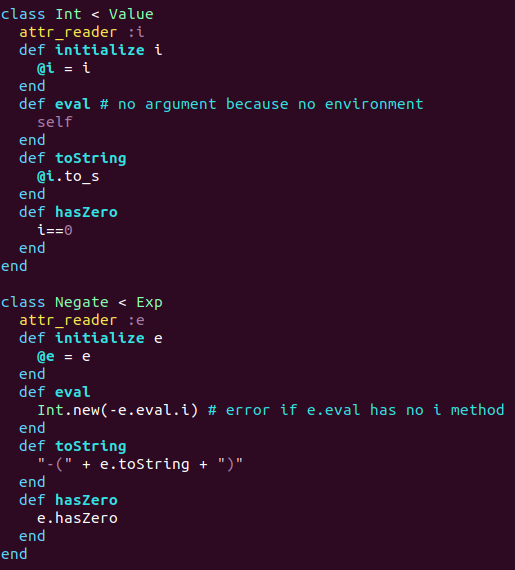 class Int < Value
  attr_reader :i
  def initialize i
    @i = i
  end
  def eval # no argument because no environment
    self
  end
  def toString
    @i.to_s
  end
  def hasZero
    i==0
  end
end

class Negate < Exp
  attr_reader :e
  def initialize e
    @e = e
  end
  def eval
    Int.new(-e.eval.i) # error if e.eval has no i method
  end
  def toString
    "-(" + e.toString + ")"
  end
  def hasZero
    e.hasZero
  end
end